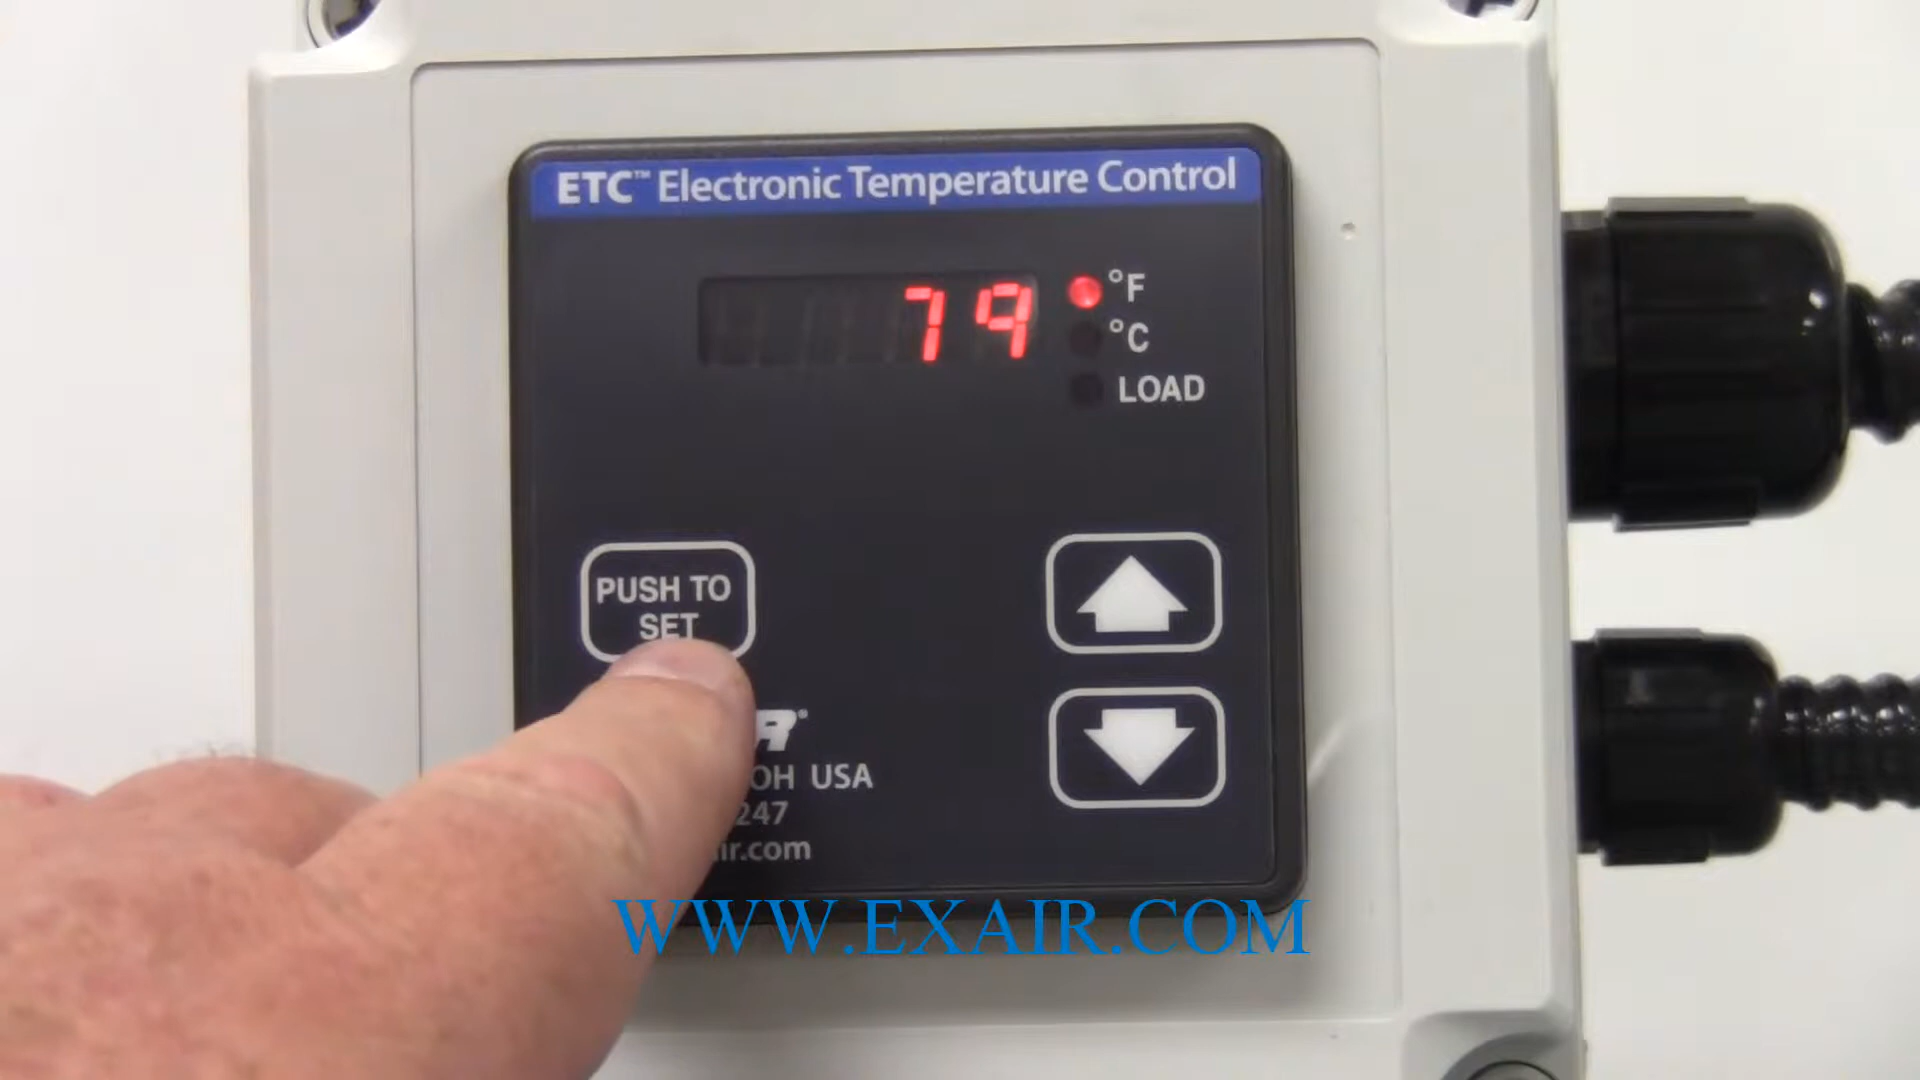 ETC™ Electronic Temperature Control
79
°F
°C
LOAD
PUSH TO
SET
OH USA
247
air.com
WWW.EXAIR.COM